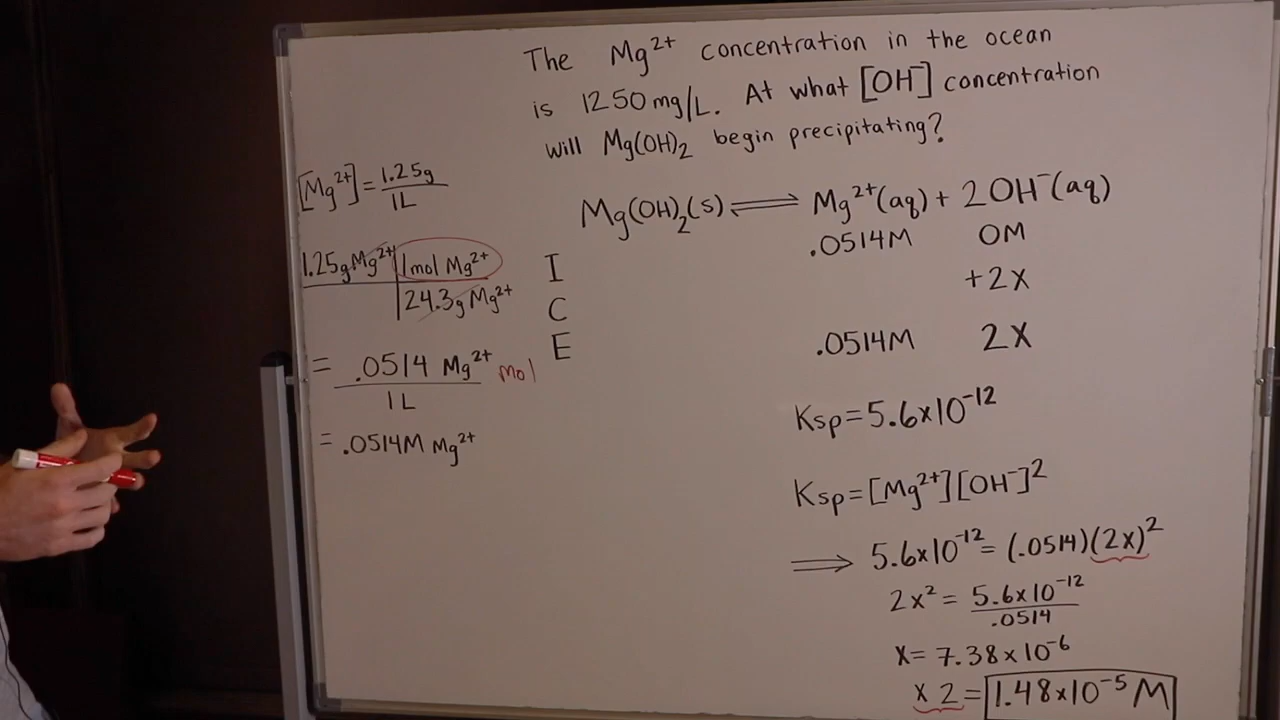 The Mg²⁺ concentration in the ocean
is 1250 mg/L. At what [OH⁻] concentration
will Mg(OH)₂ begin precipitating?
[Mg²⁺] = 1.25g
1L
1.25g Mg²⁺ | 1mol Mg²⁺
24.3g Mg²⁺
= .0514 Mg²⁺ mol
1L
= .0514M Mg²⁺
Mg(OH)₂(s) ⇌ Mg²⁺(aq) + 2OH⁻(aq)
I .0514M 0M
C +2x
E .0514M 2x
Ksp = 5.6x10⁻¹²
Ksp = [Mg²⁺][OH⁻]²
⟹ 5.6x10⁻¹² = (.0514)(2x)²
2x² = 5.6x10⁻¹²
.0514
x = 7.38x10⁻⁶
x 2 = 1.48x10⁻⁵ M